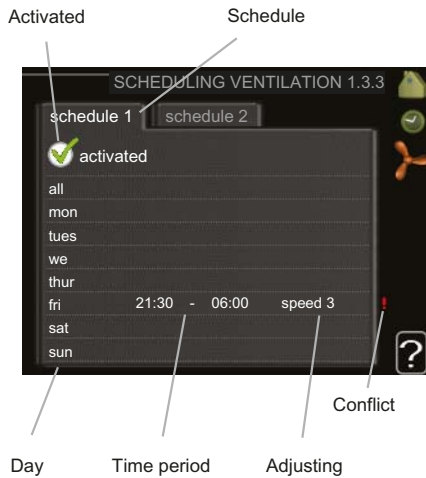 Activated Schedule
SCHEDULING VENTILATION 1.3.3
schedule 1 schedule 2
activated
all
mon
tues
we
thur
fri 21:30 - 06:00 speed 3 !
sat
sun
?
Conflict
Day Time period Adjusting